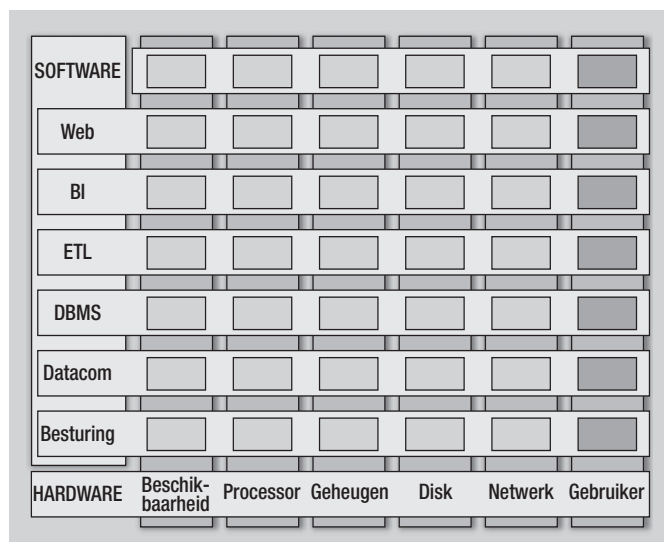 SOFTWARE
Web
BI
ETL
DBMS
Datacom
Besturing
HARDWARE
Beschik-
baarheid
Processor
Geheugen
Disk
Netwerk
Gebruiker